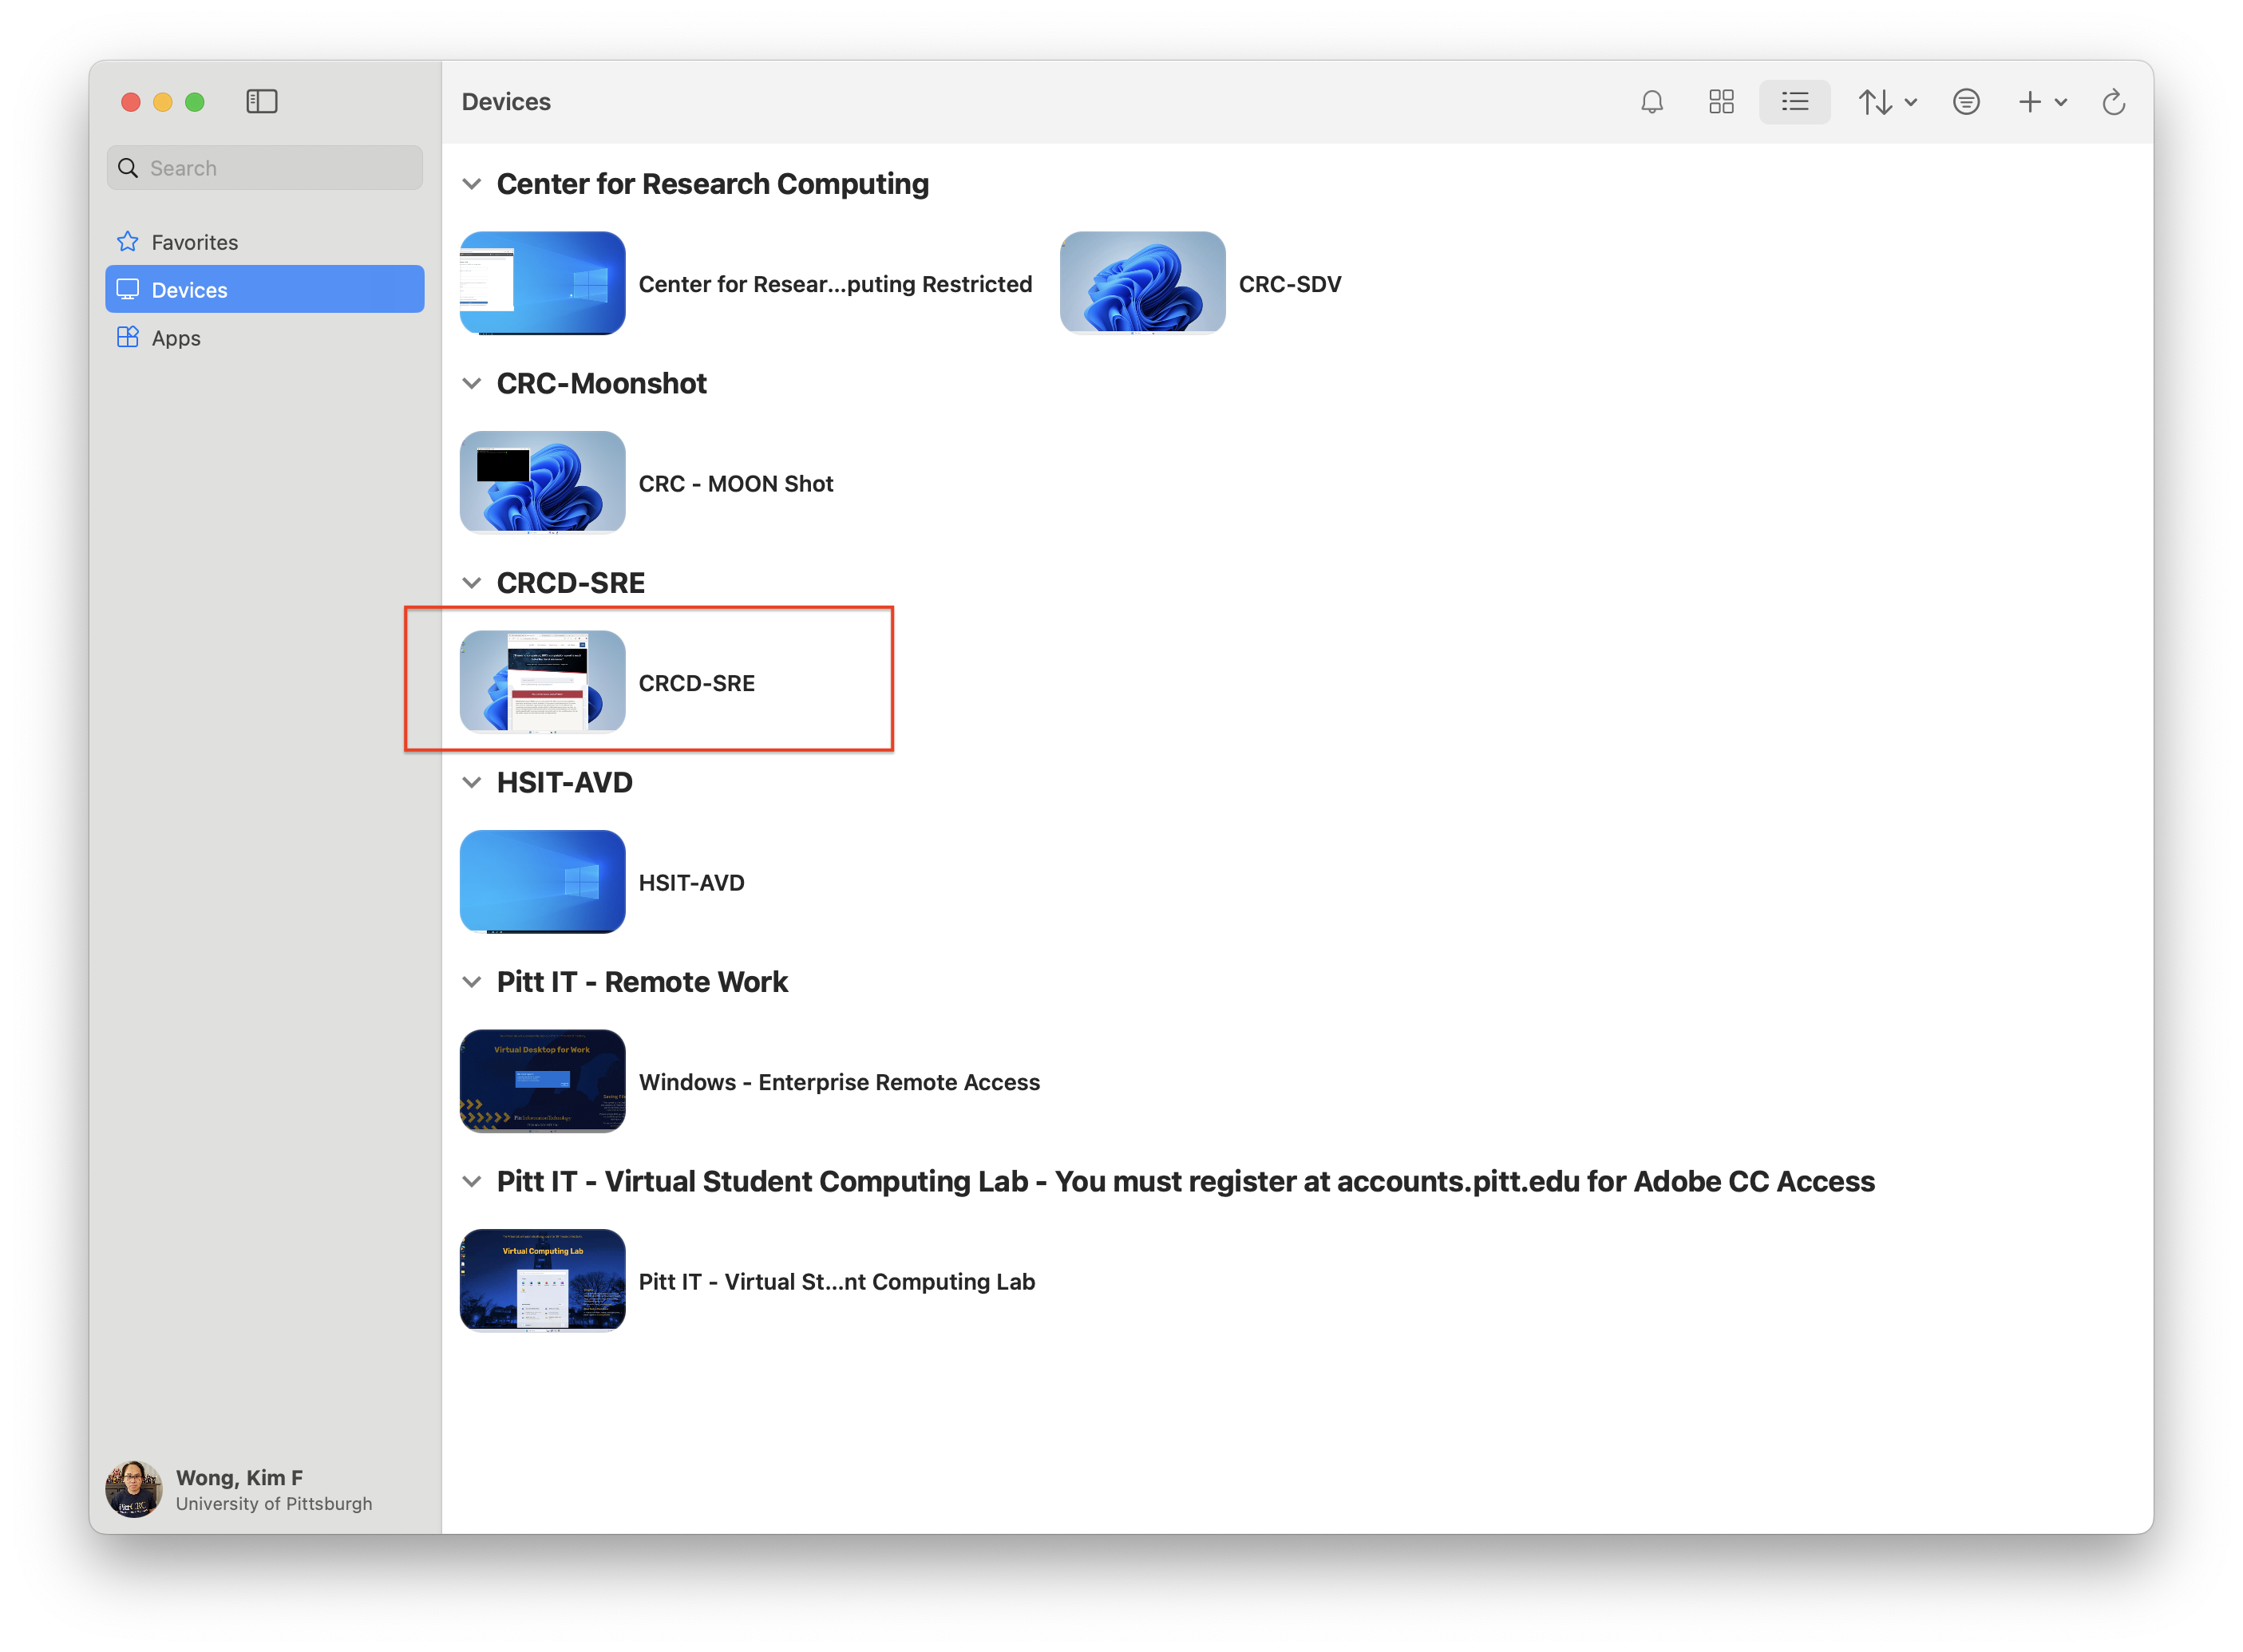 Devices
Search
Favorites
Devices
Apps
Center for Research Computing
Center for Resear...puting Restricted
CRC-SDV
CRC-Moonshot
CRC - MOON Shot
CRCD-SRE
CRCD-SRE
HSIT-AVD
HSIT-AVD
Pitt IT - Remote Work
Virtual Desktop for Work
Windows - Enterprise Remote Access
Pitt IT - Virtual Student Computing Lab - You must register at accounts.pitt.edu for Adobe CC Access
Virtual Computing Lab
Pitt IT - Virtual St...nt Computing Lab
Wong, Kim F
University of Pittsburgh